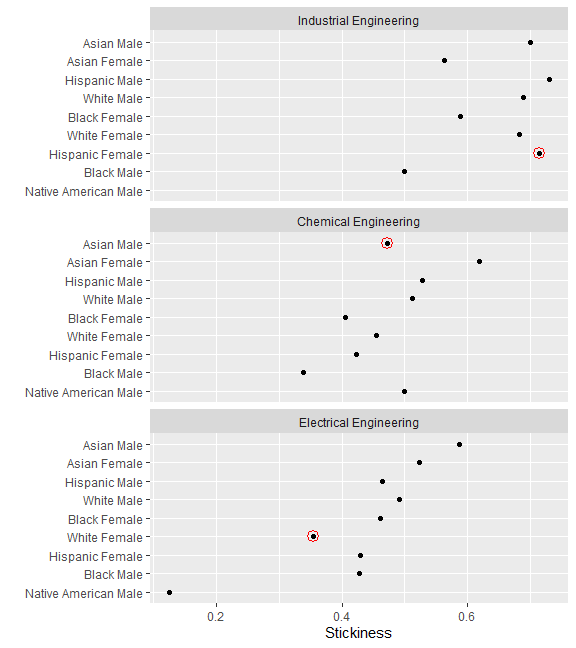 Industrial Engineering
Asian Male
Asian Female
Hispanic Male
White Male
Black Female
White Female
Hispanic Female
Black Male
Native American Male
Chemical Engineering
Asian Male
Asian Female
Hispanic Male
White Male
Black Female
White Female
Hispanic Female
Black Male
Native American Male
Electrical Engineering
Asian Male
Asian Female
Hispanic Male
White Male
Black Female
White Female
Hispanic Female
Black Male
Native American Male
0.2 0.4 0.6
Stickiness